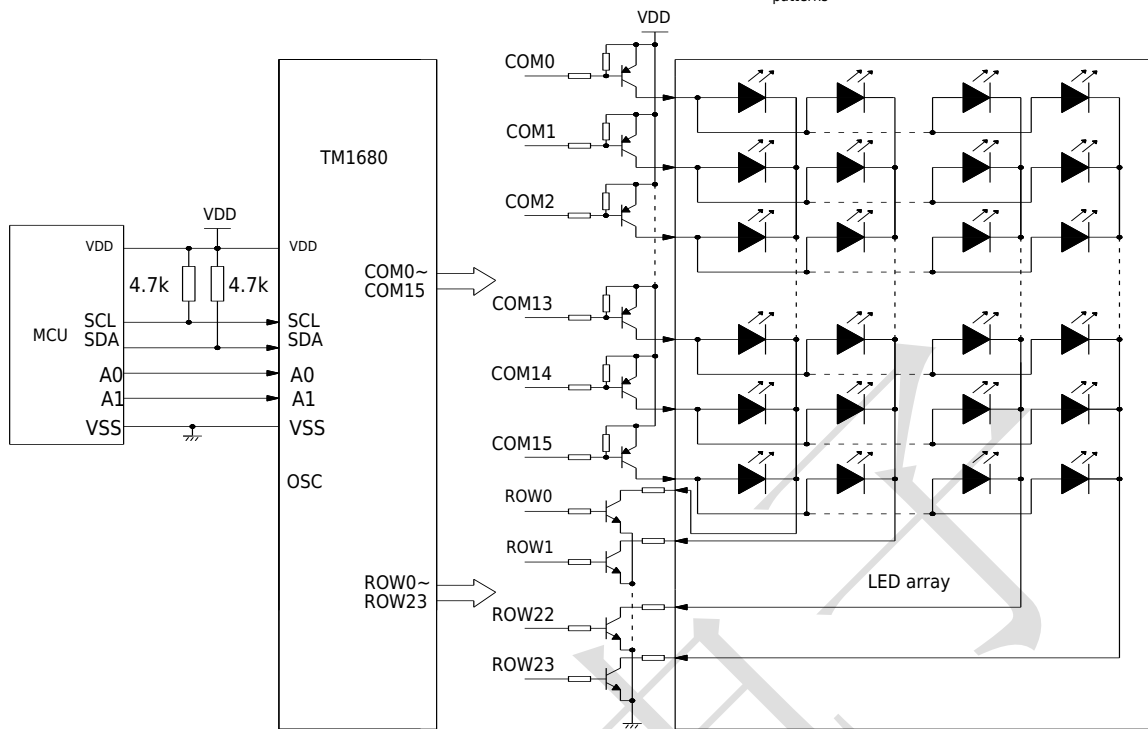 patterns
VDD
COM0
COM1
TM1680
COM2
VDD
VDD
VDD
4.7k
4.7k
COM0~
COM15
COM13
MCU
SCL
SDA
SCL
SDA
A0
A0
COM14
A1
A1
VSS
VSS
COM15
OSC
ROW0
ROW1
ROW0~
ROW23
LED array
ROW22
ROW23